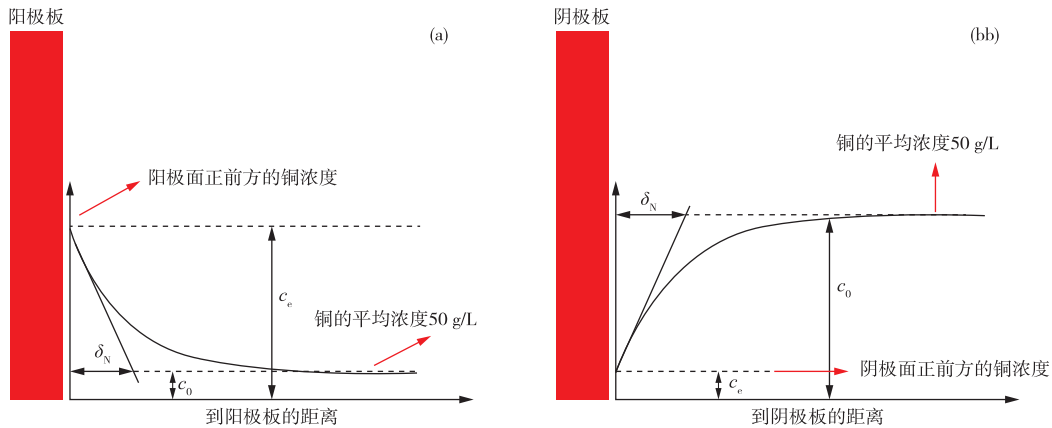 阳极板
(a)
阳极面正前方的铜浓度
cₑ
铜的平均浓度50 g/L
δN
c₀
到阳极板的距离
阴极板
(bb)
铜的平均浓度50 g/L
δN
c₀
阴极面正前方的铜浓度
cₑ
到阴极板的距离